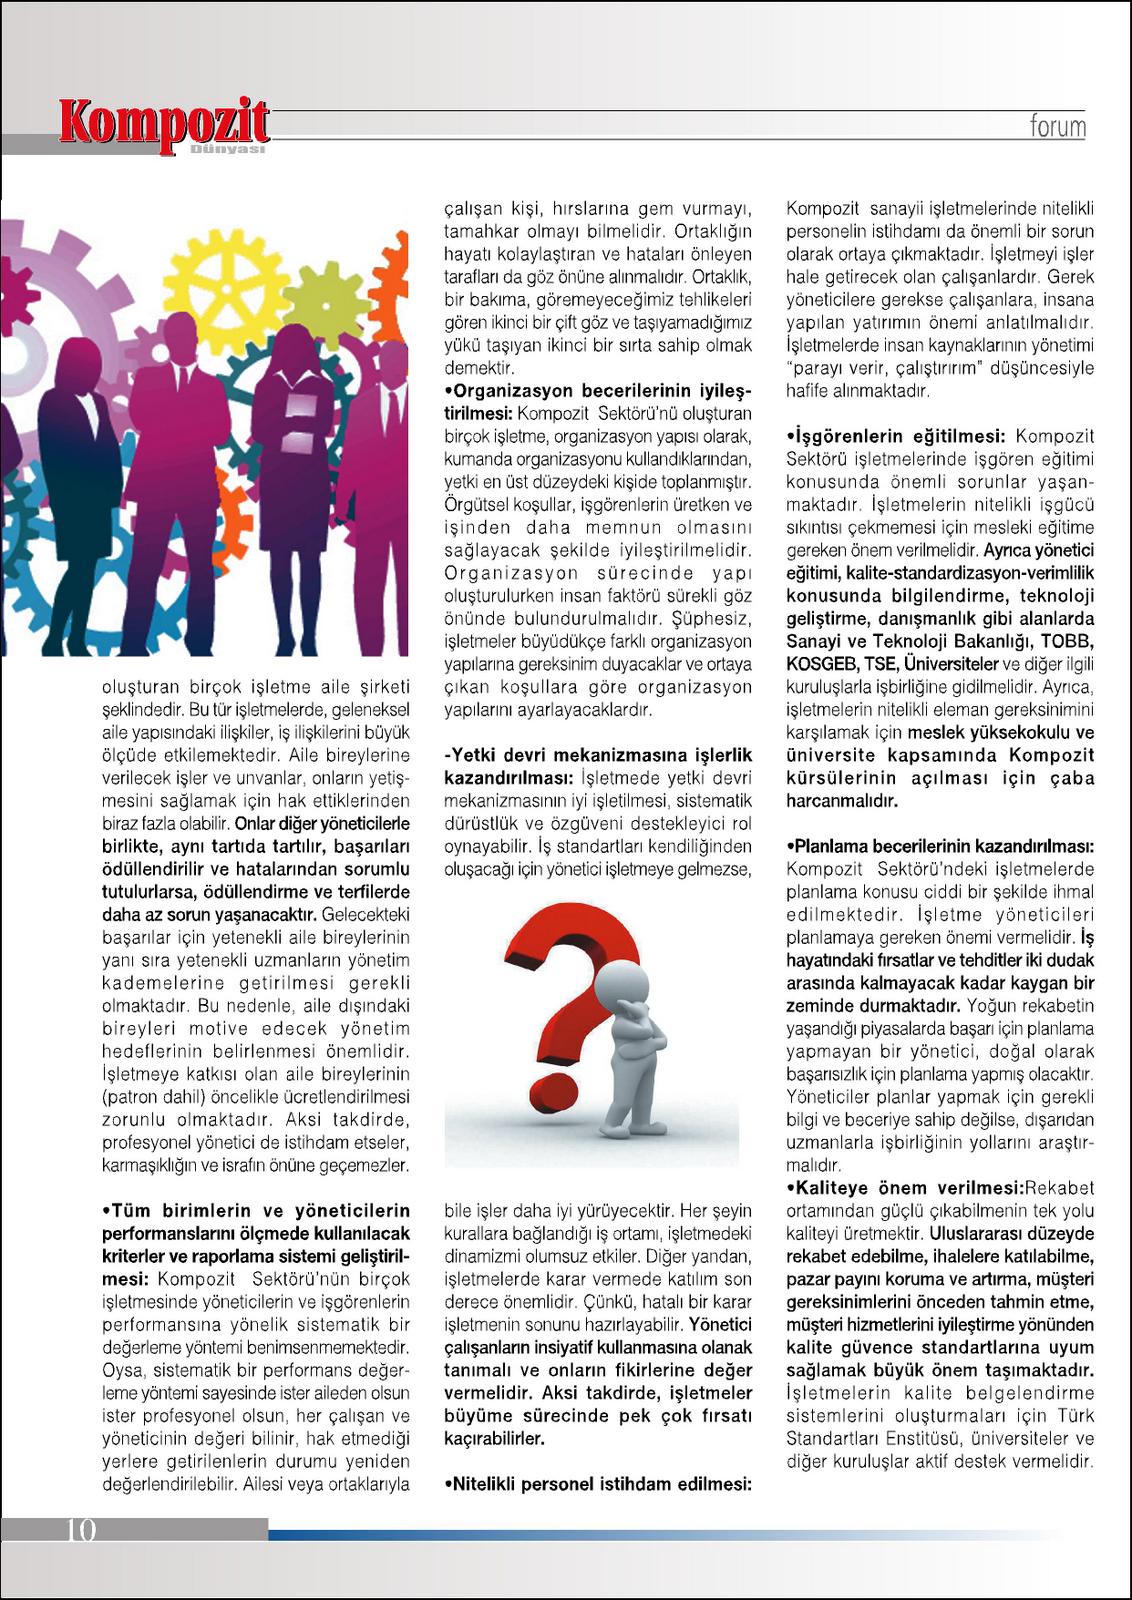 Kompozit
Dünyası
forum
oluşturan birçok işletme aile şirketi
şeklindedir. Bu tür işletmelerde, geleneksel
aile yapısındaki ilişkiler, iş ilişkilerini büyük
ölçüde etkilemektedir. Aile bireylerine
verilecek işler ve unvanlar, onların yetiş-
mesini sağlamak için hak ettiklerinden
biraz fazla olabilir. Onlar diğer yöneticilerle
birlikte, aynı tartıda tartılır, başarıları
ödüllendirilir ve hatalarından sorumlu
tutulurlarsa, ödüllendirme ve terfilerde
daha az sorun yaşanacaktır. Gelecekteki
başarılar için yetenekli aile bireylerinin
yanı sıra yetenekli uzmanların yönetim
kademelerine getirilmesi gerekli
olmaktadır. Bu nedenle, aile dışındaki
bireyleri motive edecek yönetim
hedeflerinin belirlenmesi önemlidir.
İşletmeye katkısı olan aile bireylerinin
(patron dahil) öncelikle ücretlendirilmesi
zorunlu olmaktadır. Aksi takdirde,
profesyonel yönetici de istihdam etseler,
karmaşıklığın ve israfın önüne geçemezler.
•Tüm birimlerin ve yöneticilerin
performanslarını ölçmede kullanılacak
kriterler ve raporlama sistemi geliştiril-
mesi: Kompozit Sektörü'nün birçok
işletmesinde yöneticilerin ve işgörenlerin
performansına yönelik sistematik bir
değerleme yöntemi benimsenmemektedir.
Oysa, sistematik bir performans değer-
leme yöntemi sayesinde ister aileden olsun
ister profesyonel olsun, her çalışan ve
yöneticinin değeri bilinir, hak etmediği
yerlere getirilenlerin durumu yeniden
değerlendirilebilir. Ailesi veya ortaklarıyla
çalışan kişi, hırslarına gem vurmayı,
tamahkar olmayı bilmelidir. Ortaklığın
hayatı kolaylaştıran ve hataları önleyen
tarafları da göz önüne alınmalıdır. Ortaklık,
bir bakıma, göremeyeceğimiz tehlikeleri
gören ikinci bir çift göz ve taşıyamadığımız
yükü taşıyan ikinci bir sırta sahip olmak
demektir.
•Organizasyon becerilerinin iyileş-
tirilmesi: Kompozit Sektörü'nü oluşturan
birçok işletme, organizasyon yapısı olarak,
kumanda organizasyonu kullandıklarından,
yetki en üst düzeydeki kişide toplanmıştır.
Örgütsel koşullar, işgörenlerin üretken ve
işinden daha memnun olmasını
sağlayacak şekilde iyileştirilmelidir.
Organizasyon sürecinde yapı
oluşturulurken insan faktörü sürekli göz
önünde bulundurulmalıdır. Şüphesiz,
işletmeler büyüdükçe farklı organizasyon
yapılarına gereksinim duyacaklar ve ortaya
çıkan koşullara göre organizasyon
yapılarını ayarlayacaklardır.
-Yetki devri mekanizmasına işlerlik
kazandırılması: İşletmede yetki devri
mekanizmasının iyi işletilmesi, sistematik
dürüstlük ve özgüveni destekleyici rol
oynayabilir. İş standartları kendiliğinden
oluşacağı için yönetici işletmeye gelmezse,
bile işler daha iyi yürüyecektir. Her şeyin
kurallara bağlandığı iş ortamı, işletmedeki
dinamizmi olumsuz etkiler. Diğer yandan,
işletmelerde karar vermede katılım son
derece önemlidir. Çünkü, hatalı bir karar
işletmenin sonunu hazırlayabilir. Yönetici
çalışanların insiyatif kullanmasına olanak
tanımalı ve onların fikirlerine değer
vermelidir. Aksi takdirde, işletmeler
büyüme sürecinde pek çok fırsatı
kaçırabilirler.
•Nitelikli personel istihdam edilmesi:
Kompozit sanayii işletmelerinde nitelikli
personelin istihdamı da önemli bir sorun
olarak ortaya çıkmaktadır. İşletmeyi işler
hale getirecek olan çalışanlardır. Gerek
yöneticilere gerekse çalışanlara, insana
yapılan yatırımın önemi anlatılmalıdır.
İşletmelerde insan kaynaklarının yönetimi
“parayı verir, çalıştırırım” düşüncesiyle
hafife alınmaktadır.
•İşgörenlerin eğitilmesi: Kompozit
Sektörü işletmelerinde işgören eğitimi
konusunda önemli sorunlar yaşan-
maktadır. İşletmelerin nitelikli işgücü
sıkıntısı çekmemesi için mesleki eğitime
gereken önem verilmelidir. Ayrıca yönetici
eğitimi, kalite-standardizasyon-verimlilik
konusunda bilgilendirme, teknoloji
geliştirme, danışmanlık gibi alanlarda
Sanayi ve Teknoloji Bakanlığı, TOBB,
KOSGEB, TSE, Üniversiteler ve diğer ilgili
kuruluşlarla işbirliğine gidilmelidir. Ayrıca,
işletmelerin nitelikli eleman gereksinimini
karşılamak için meslek yüksekokulu ve
üniversite kapsamında Kompozit
kürsülerinin açılması için çaba
harcanmalıdır.
•Planlama becerilerinin kazandırılması:
Kompozit Sektörü'ndeki işletmelerde
planlama konusu ciddi bir şekilde ihmal
edilmektedir. İşletme yöneticileri
planlamaya gereken önemi vermelidir. İş
hayatındaki fırsatlar ve tehditler iki dudak
arasında kalmayacak kadar kaygan bir
zeminde durmaktadır. Yoğun rekabetin
yaşandığı piyasalarda başarı için planlama
yapmayan bir yönetici, doğal olarak
başarısızlık için planlama yapmış olacaktır.
Yöneticiler planlar yapmak için gerekli
bilgi ve beceriye sahip değilse, dışarıdan
uzmanlarla işbirliğinin yollarını araştır-
malıdır.
•Kaliteye önem verilmesi:Rekabet
ortamından güçlü çıkabilmenin tek yolu
kaliteyi üretmektir. Uluslararası düzeyde
rekabet edebilme, ihalelere katılabilme,
pazar payını koruma ve artırma, müşteri
gereksinimlerini önceden tahmin etme,
müşteri hizmetlerini iyileştirme yönünden
kalite güvence standartlarına uyum
sağlamak büyük önem taşımaktadır.
İşletmelerin kalite belgelendirme
sistemlerini oluşturmaları için Türk
Standartları Enstitüsü, üniversiteler ve
diğer kuruluşlar aktif destek vermelidir.
10